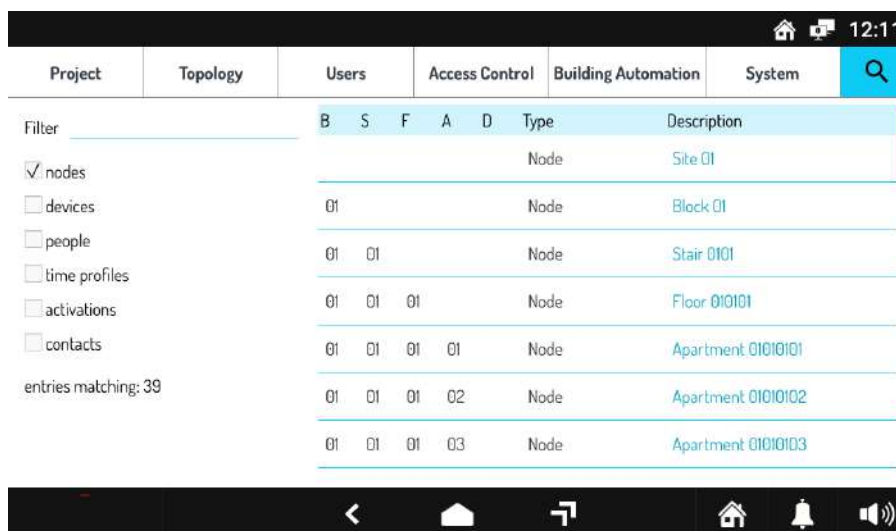 12:11
Project Topology Users Access Control Building Automation System
Filter
nodes
devices
people
time profiles
activations
contacts
entries matching: 39
B S F A D Type Description
Node Site 01
01 Node Block 01
01 01 Node Stair 0101
01 01 01 Node Floor 010101
01 01 01 01 Node Apartment 01010101
01 01 01 02 Node Apartment 01010102
01 01 01 03 Node Apartment 01010103